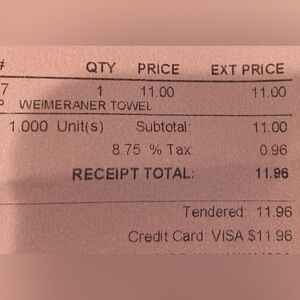 # QTY PRICE EXT PRICE
7 1 11.00 11.00
P WEIMERANER TOWEL
1.000 Unit(s) Subtotal: 11.00
8.75 % Tax: 0.96
RECEIPT TOTAL: 11.96
Tendered: 11.96
Credit Card: VISA $11.96